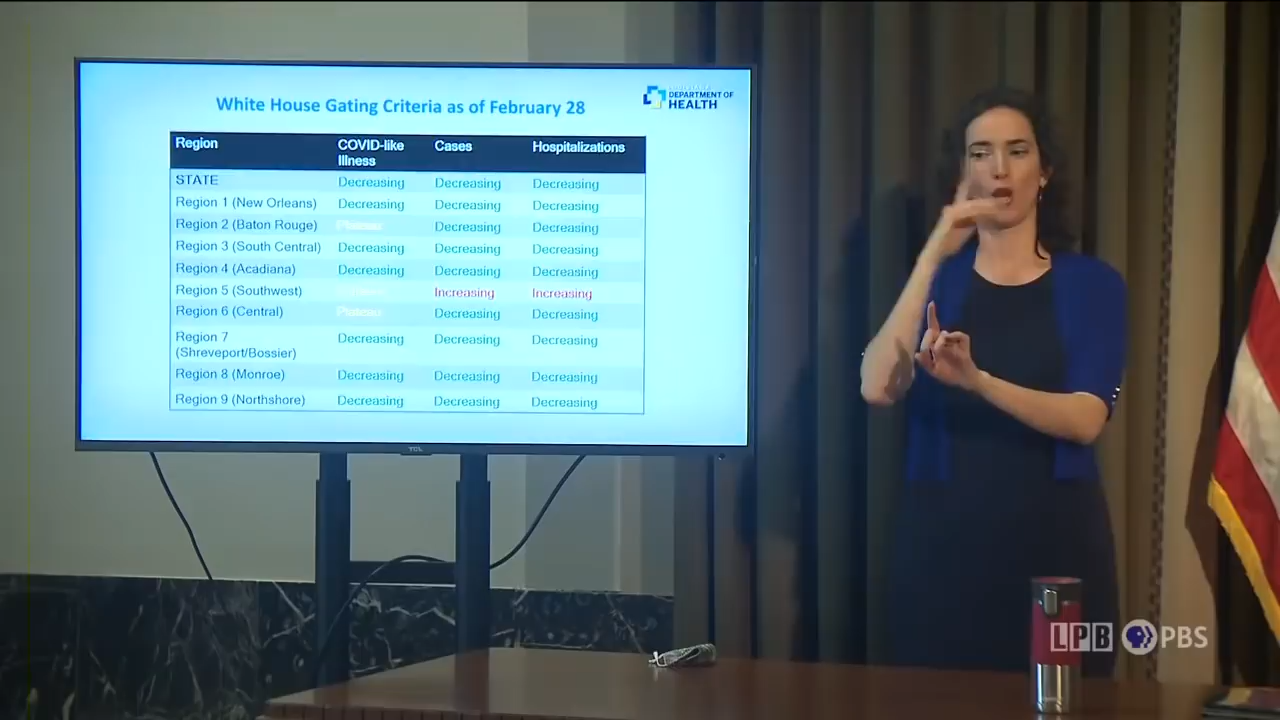 White House Gating Criteria as of February 28
DEPARTMENT OF
HEALTH
Region COVID-like Illness Cases Hospitalizations
STATE Decreasing Decreasing Decreasing
Region 1 (New Orleans) Decreasing Decreasing Decreasing
Region 2 (Baton Rouge) Plateau Decreasing Decreasing
Region 3 (South Central) Decreasing Decreasing Decreasing
Region 4 (Acadiana) Decreasing Decreasing Decreasing
Region 5 (Southwest) Increasing Increasing
Region 6 (Central) Plateau Decreasing Decreasing
Region 7 (Shreveport/Bossier) Decreasing Decreasing Decreasing
Region 8 (Monroe) Decreasing Decreasing Decreasing
Region 9 (Northshore) Decreasing Decreasing Decreasing
TCL
LPB PBS